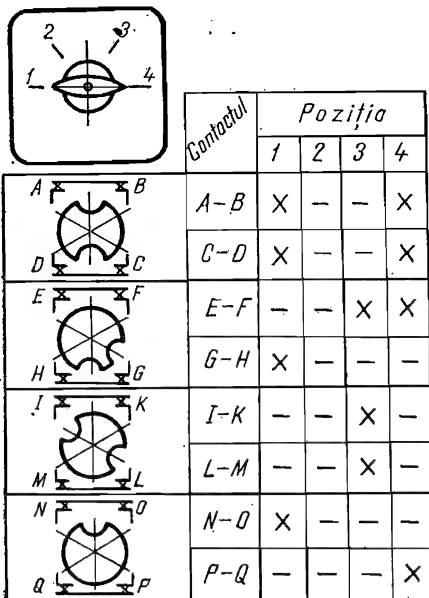 2 3
1 4
Contactul Poziția
1 2 3 4
A B A-B X — — X
D C C-D X — — X
E F E-F — — X X
H G G-H X — — —
I K I-K — — X —
M L L-M — — X —
N O N-O X — — —
Q P P-Q — — — X